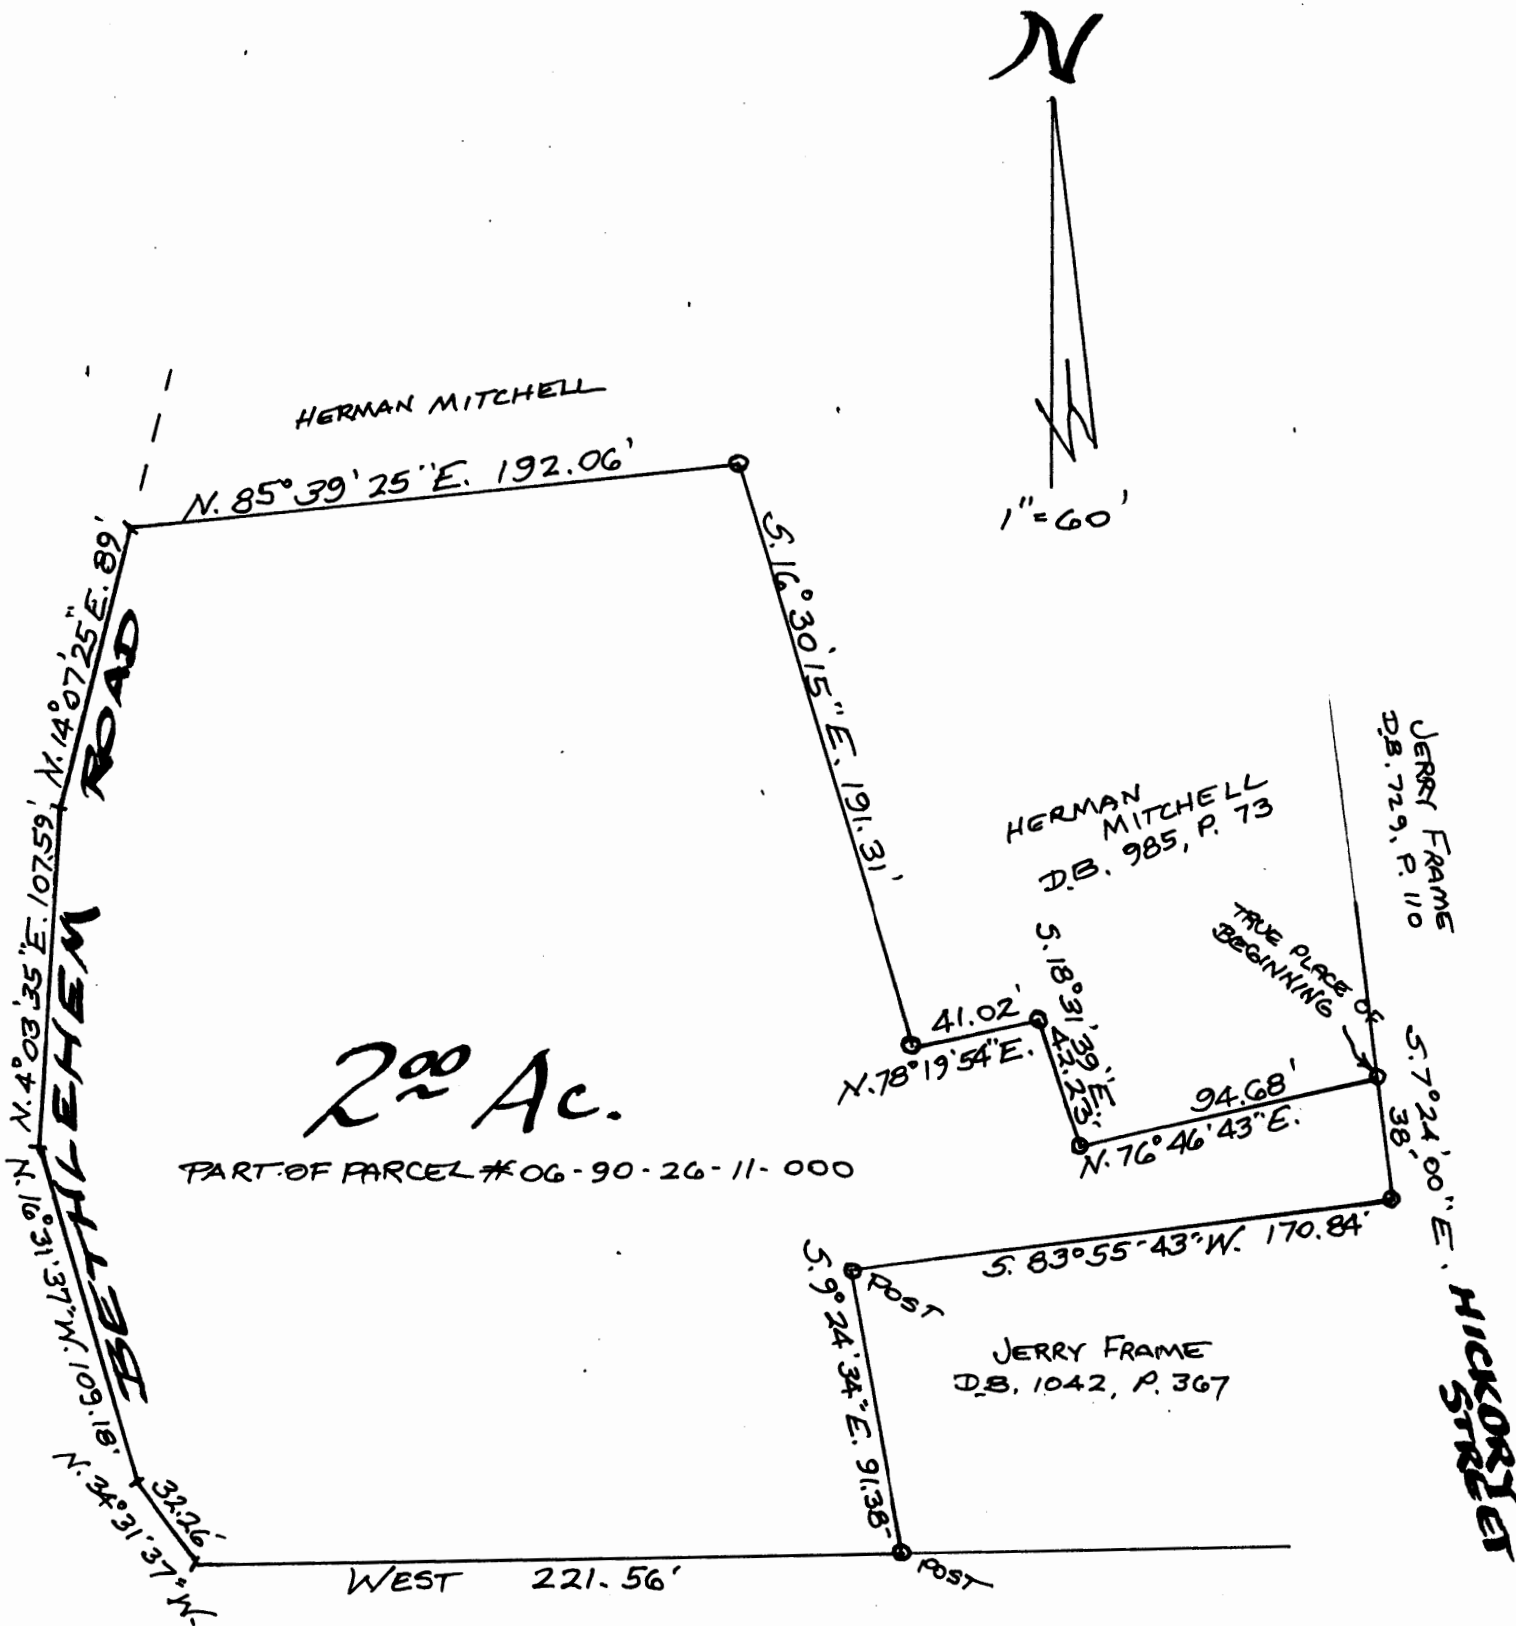 N
1"=60'
HERMAN MITCHELL
N. 85° 39' 25" E. 192.06'
S. 16° 30' 15" E. 191.31'
N. 14° 07' 25" E. 89'
ROAD
N. 4° 03' 35" E. 107.59'
BETHLEHEM
HERMAN
MITCHELL
D.B. 985, P. 73
JERRY FRAME
D.B. 729, P. 110
TRUE PLACE OF
BEGINNING
41.02'
N. 78° 19' 54" E.
S. 18° 31' 39" E.
42.23'
94.68'
N. 76° 46' 43" E.
S. 7° 24' 00" E.
38'
2.00 Ac.
PART OF PARCEL # 06-90-26-11-000
N. 16° 31' 37" W. 109.18'
S. 83° 55' 43" W. 170.84'
POST
S. 9° 24' 34" E. 91.38'
JERRY FRAME
D.B. 1042, P. 367
HICKORY
STREET
32.26'
N. 34° 31' 37" W.
WEST 221.56'
POST